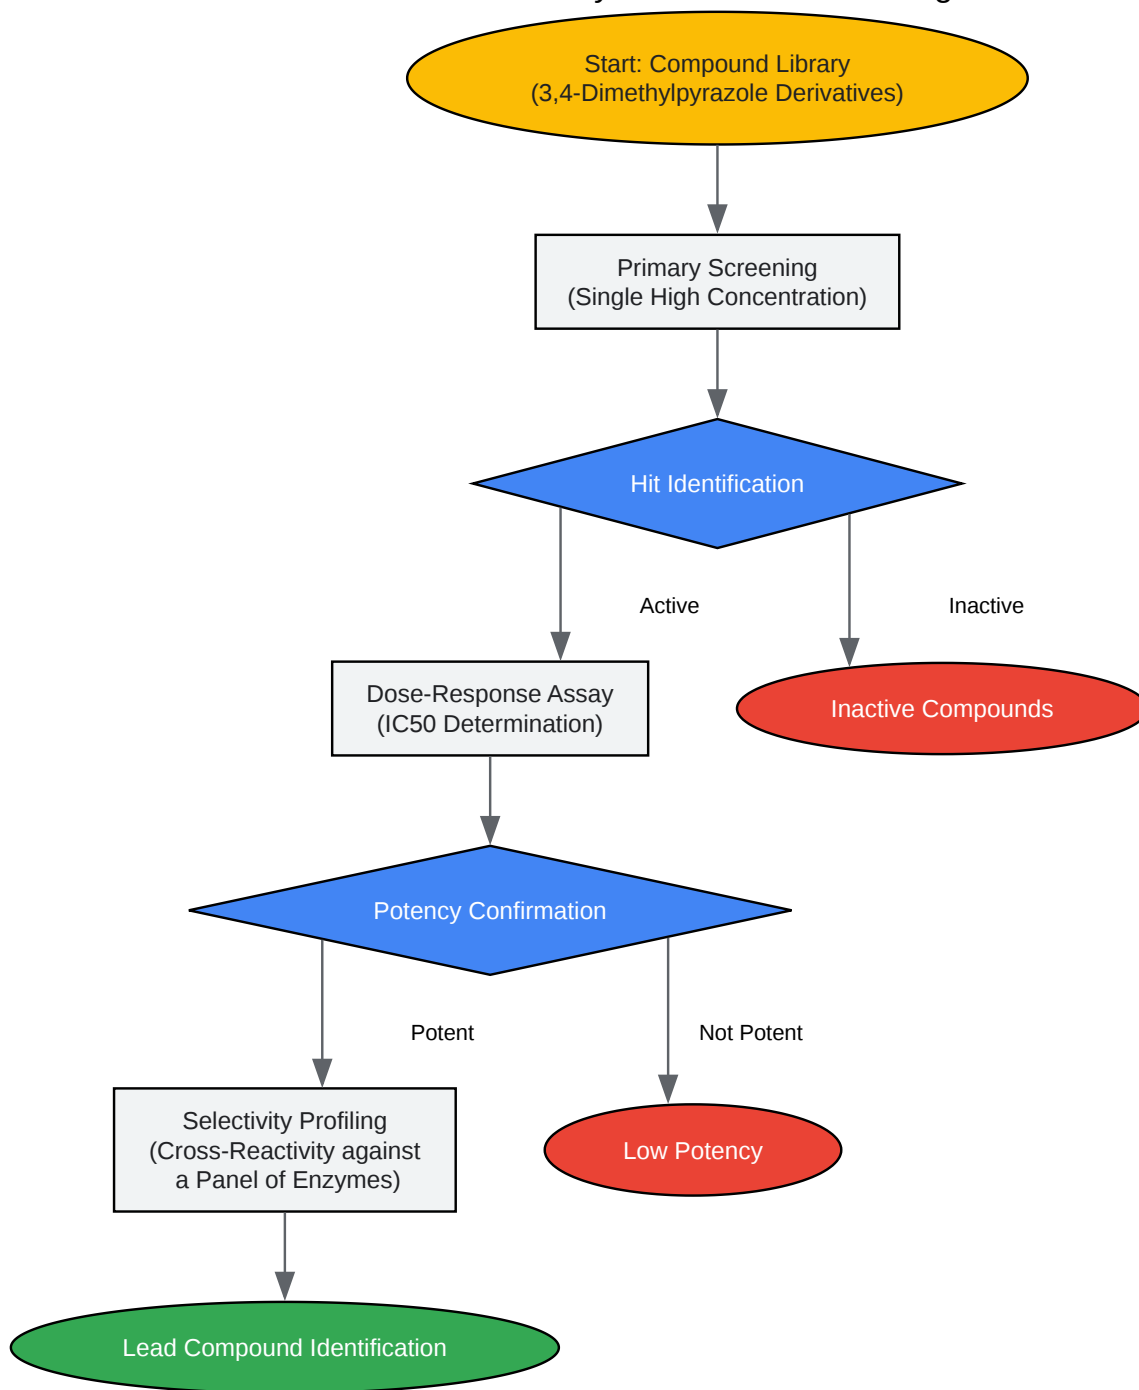 Start: Compound Library
(3,4-Dimethylpyrazole Derivatives)
Primary Screening
(Single High Concentration)
Hit Identification
Active
Inactive
Dose-Response Assay
(IC50 Determination)
Inactive Compounds
Potency Confirmation
Potent
Not Potent
Selectivity Profiling
(Cross-Reactivity against
a Panel of Enzymes)
Low Potency
Lead Compound Identification